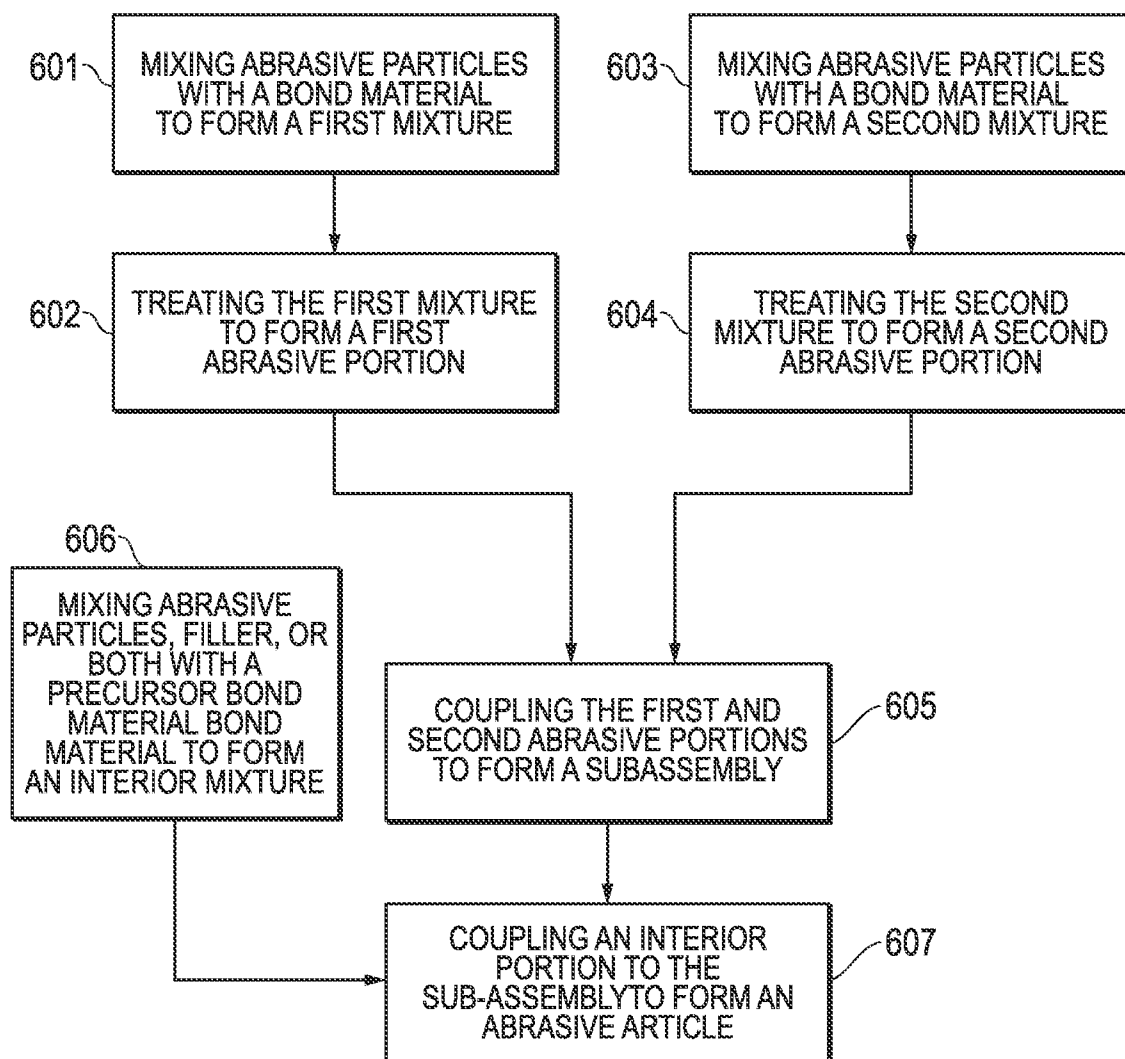 601
MIXING ABRASIVE PARTICLES
WITH A BOND MATERIAL
TO FORM A FIRST MIXTURE
603
MIXING ABRASIVE PARTICLES
WITH A BOND MATERIAL
TO FORM A SECOND MIXTURE
602
TREATING THE FIRST MIXTURE
TO FORM A FIRST
ABRASIVE PORTION
604
TREATING THE SECOND
MIXTURE TO FORM A SECOND
ABRASIVE PORTION
606
MIXING ABRASIVE
PARTICLES, FILLER, OR
BOTH WITH A
PRECURSOR BOND
MATERIAL BOND
MATERIAL TO FORM
AN INTERIOR MIXTURE
COUPLING THE FIRST AND
SECOND ABRASIVE PORTIONS
TO FORM A SUBASSEMBLY
605
COUPLING AN INTERIOR
PORTION TO THE
SUB-ASSEMBLYTO FORM AN
ABRASIVE ARTICLE
607